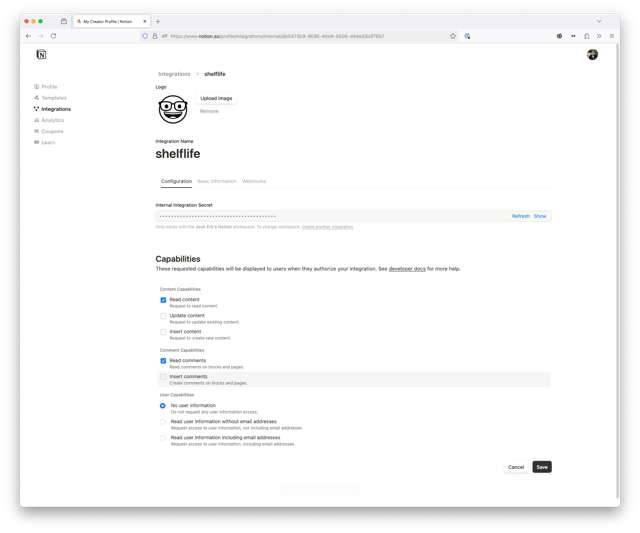 My Creator Profile | Notion
https://www.notion.so/profile/integrations/internal/
Integrations > shelflife
Logo
Upload image
Remove
Profile
Templates
Integrations
Analytics
Coupons
Learn
Integration Name
shelflife
Configuration Basic Information Webhooks
Internal Integration Secret
Refresh Show
Only works with the Josh Erb's Notion workspace. To change workspace, create another integration.
Capabilities
These requested capabilities will be displayed to users when they authorize your integration. See developer docs for more help.
Content Capabilities
Read content
Request to read content.
Update content
Request to update existing content.
Insert content
Request to create new content.
Comment Capabilities
Read comments
Read comments on blocks and pages.
Insert comments
Create comments on blocks and pages.
User Capabilities
No user information
Do not request any user information access.
Read user information without email addresses
Request access to user information, not including email addresses.
Read user information including email addresses
Request access to user information, including email addresses.
Cancel Save